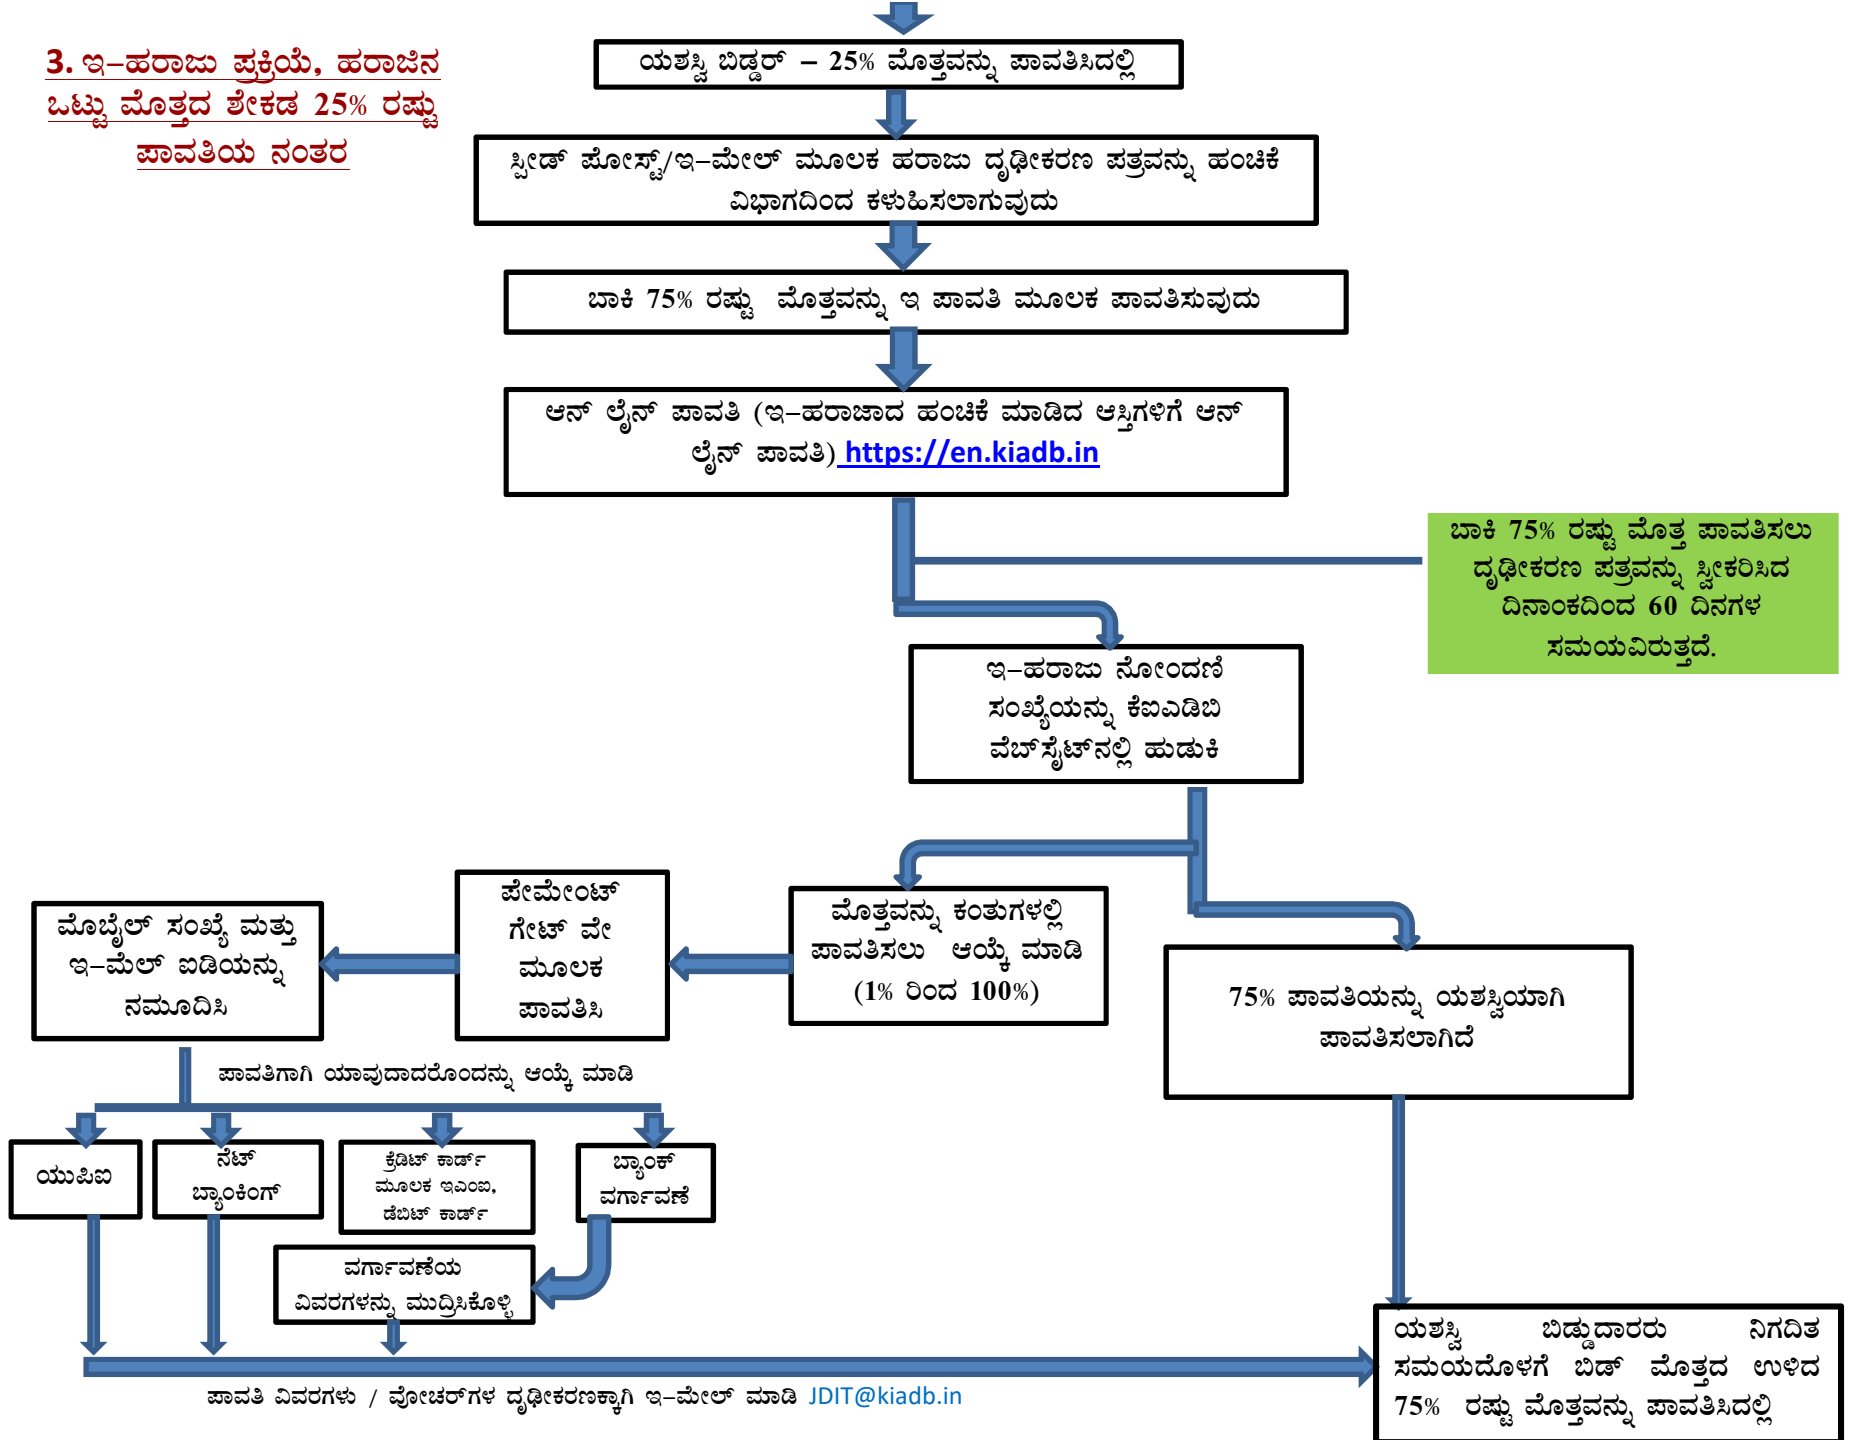 3. ಇ–ಹರಾಜು ಪ್ರಕ್ರಿಯೆ, ಹರಾಜಿನ
ಒಟ್ಟು ಮೊತ್ತದ ಶೇಕಡ 25% ರಷ್ಟು
ಪಾವತಿಯ ನಂತರ
ಯಶಸ್ವಿ ಬಿಡ್ಡರ್ – 25% ಮೊತ್ತವನ್ನು ಪಾವತಿಸಿದಲ್ಲಿ
ಸ್ಪೀಡ್ ಪೋಸ್ಟ್/ಇ–ಮೇಲ್ ಮೂಲಕ ಹರಾಜು ದೃಢೀಕರಣ ಪತ್ರವನ್ನು ಹಂಚಿಕೆ
ವಿಭಾಗದಿಂದ ಕಳುಹಿಸಲಾಗುವುದು
ಬಾಕಿ 75% ರಷ್ಟು ಮೊತ್ತವನ್ನು ಇ ಪಾವತಿ ಮೂಲಕ ಪಾವತಿಸುವುದು
ಆನ್ ಲೈನ್ ಪಾವತಿ (ಇ–ಹರಾಜಾದ ಹಂಚಿಕೆ ಮಾಡಿದ ಆಸ್ತಿಗಳಿಗೆ ಆನ್
ಲೈನ್ ಪಾವತಿ) https://en.kiadb.in
ಬಾಕಿ 75% ರಷ್ಟು ಮೊತ್ತ ಪಾವತಿಸಲು
ದೃಢೀಕರಣ ಪತ್ರವನ್ನು ಸ್ವೀಕರಿಸಿದ
ದಿನಾಂಕದಿಂದ 60 ದಿನಗಳ
ಸಮಯವಿರುತ್ತದೆ.
ಇ–ಹರಾಜು ನೋಂದಣಿ
ಸಂಖ್ಯೆಯನ್ನು ಕೆಐಎಡಿಬಿ
ವೆಬ್‌ಸೈಟ್‌ನಲ್ಲಿ ಹುಡುಕಿ
ಮೊಬೈಲ್ ಸಂಖ್ಯೆ ಮತ್ತು
ಇ–ಮೆಲ್ ಐಡಿಯನ್ನು
ನಮೂದಿಸಿ
ಪೇಮೇಂಟ್
ಗೇಟ್ ವೇ
ಮೂಲಕ
ಪಾವತಿಸಿ
ಮೊತ್ತವನ್ನು ಕಂತುಗಳಲ್ಲಿ
ಪಾವತಿಸಲು ಆಯ್ಕೆ ಮಾಡಿ
(1% ರಿಂದ 100%)
75% ಪಾವತಿಯನ್ನು ಯಶಸ್ವಿಯಾಗಿ
ಪಾವತಿಸಲಾಗಿದೆ
ಪಾವತಿಗಾಗಿ ಯಾವುದಾದರೊಂದನ್ನು ಆಯ್ಕೆ ಮಾಡಿ
ಯುಪಿಐ
ನೆಟ್
ಬ್ಯಾಂಕಿಂಗ್
ಕ್ರೆಡಿಟ್ ಕಾರ್ಡ್
ಮೂಲಕ ಇಎಂಐ,
ಡೆಬಿಟ್ ಕಾರ್ಡ್
ಬ್ಯಾಂಕ್
ವರ್ಗಾವಣೆ
ವರ್ಗಾವಣೆಯ
ವಿವರಗಳನ್ನು ಮುದ್ರಿಸಿಕೊಳ್ಳಿ
ಯಶಸ್ವಿ ಬಿಡ್ಡುದಾರರು ನಿಗದಿತ
ಸಮಯದೊಳಗೆ ಬಿಡ್ ಮೊತ್ತದ ಉಳಿದ
75% ರಷ್ಟು ಮೊತ್ತವನ್ನು ಪಾವತಿಸಿದಲ್ಲಿ
ಪಾವತಿ ವಿವರಗಳು / ವೋಚರ್‌ಗಳ ದೃಢೀಕರಣಕ್ಕಾಗಿ ಇ–ಮೇಲ್ ಮಾಡಿ JDIT@kiadb.in